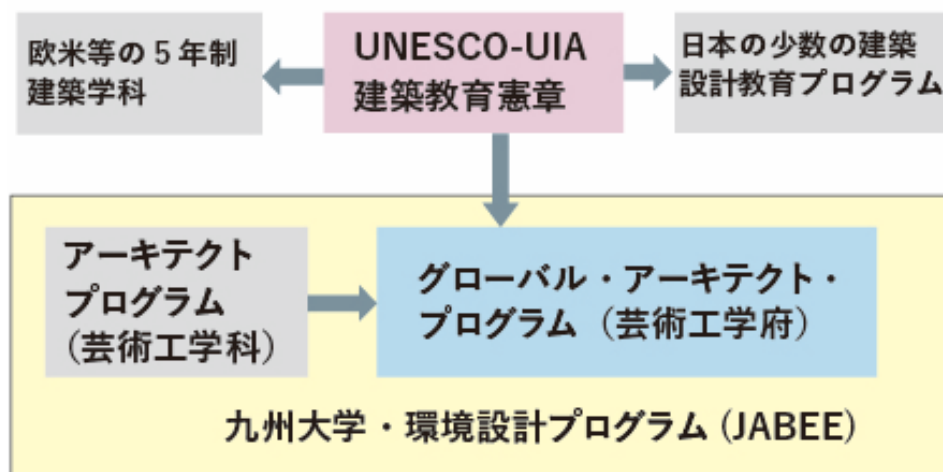 欧米等の5年制
建築学科
UNESCO-UIA
建築教育憲章
日本の少数の建築
設計教育プログラム
アーキテクト
プログラム
(芸術工学科)
グローバル・アーキテクト・
プログラム（芸術工学府）
九州大学・環境設計プログラム (JABEE)